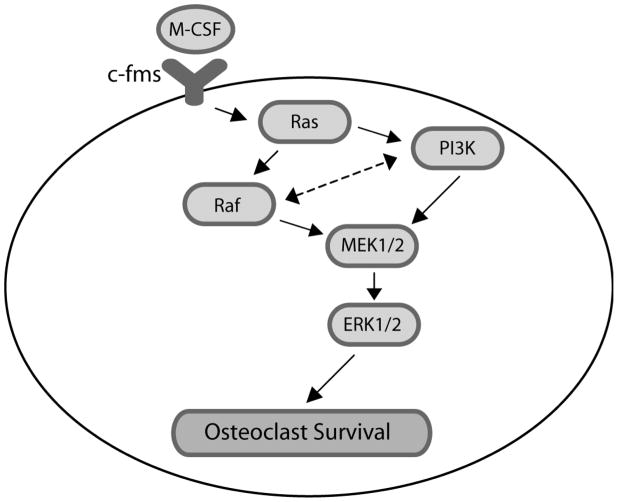 M-CSF
c-fms
Ras
PI3K
Raf
MEK1/2
ERK1/2
Osteoclast Survival